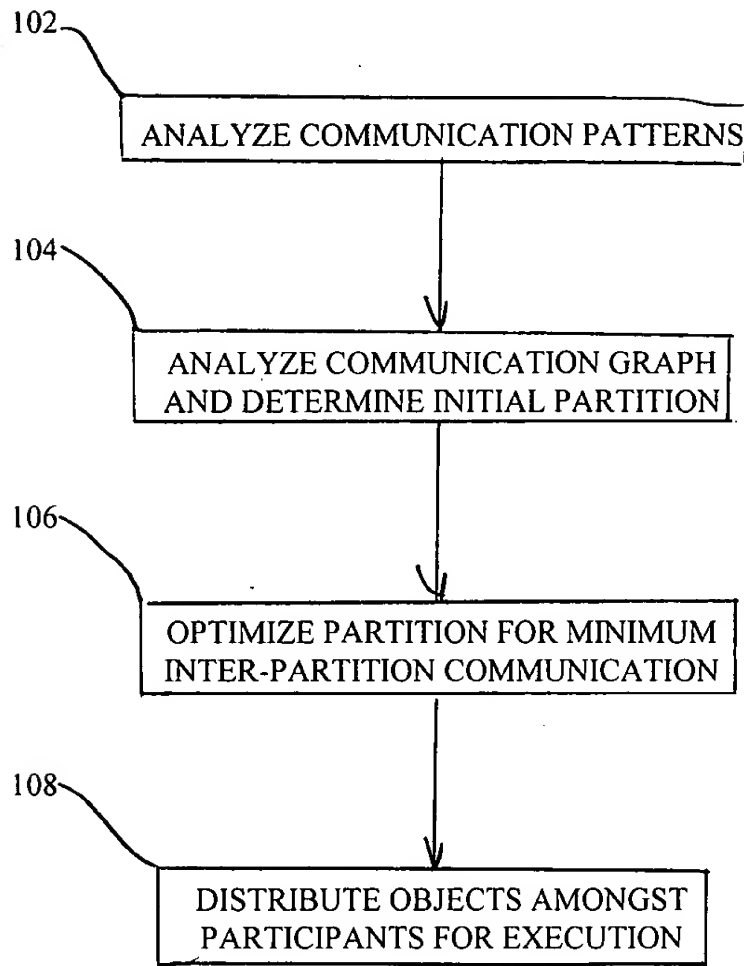 102
ANALYZE COMMUNICATION PATTERNS
104
ANALYZE COMMUNICATION GRAPH
AND DETERMINE INITIAL PARTITION
106
OPTIMIZE PARTITION FOR MINIMUM
INTER-PARTITION COMMUNICATION
108
DISTRIBUTE OBJECTS AMONGST
PARTICIPANTS FOR EXECUTION